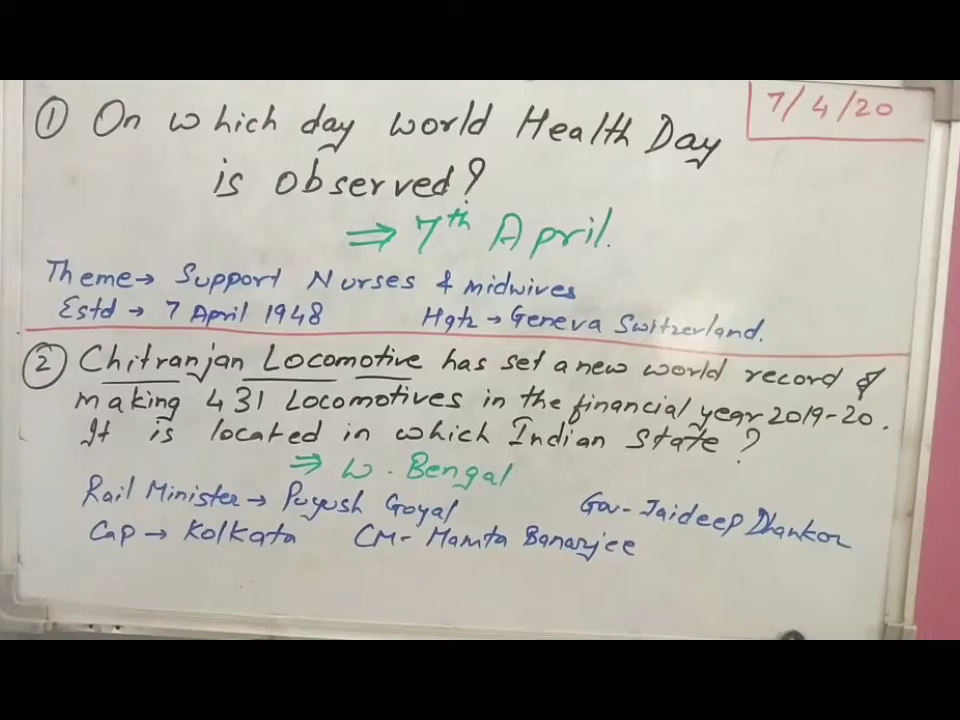 7/4/20
① On which day world Health Day
is observed?
⇒ 7th April.
Theme→ Support Nurses & midwives
Estd → 7 April 1948 Hqtr → Geneva Switzerland.
② Chitranjan Locomotive has set a new world record of
making 431 Locomotives in the financial year 2019-20.
It is located in which Indian State?
⇒ W. Bengal
Rail Minister → Puyush Goyal Gov- Jaideep Dhankar
Cap → Kolkata CM- Mamta Banarjee